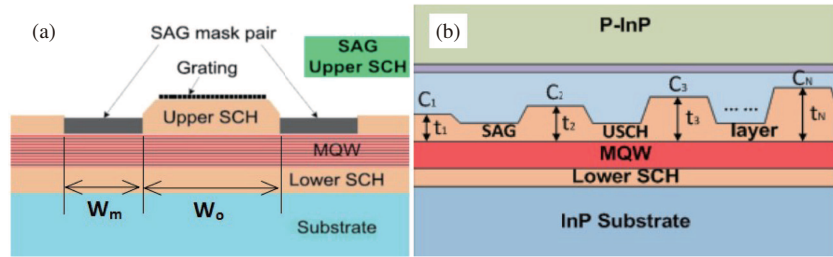 (a)
SAG mask pair
SAG
Upper SCH
Grating
Upper SCH
MQW
Lower SCH
Wm
Wo
Substrate
(b)
P-InP
C1
C2
C3
CN
t1
SAG
t2
USCH
t3
... ...
layer
tN
MQW
Lower SCH
InP Substrate